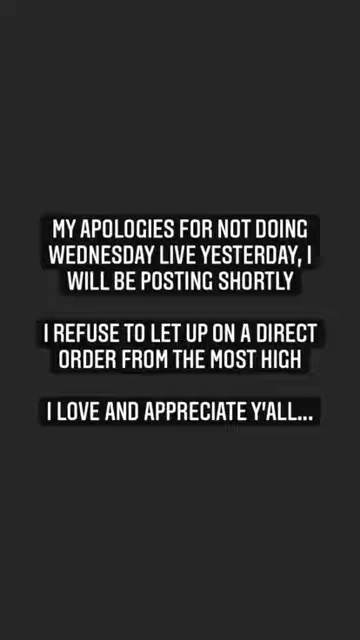 MY APOLOGIES FOR NOT DOING
WEDNESDAY LIVE YESTERDAY, I
WILL BE POSTING SHORTLY
I REFUSE TO LET UP ON A DIRECT
ORDER FROM THE MOST HIGH
I LOVE AND APPRECIATE Y'ALL...